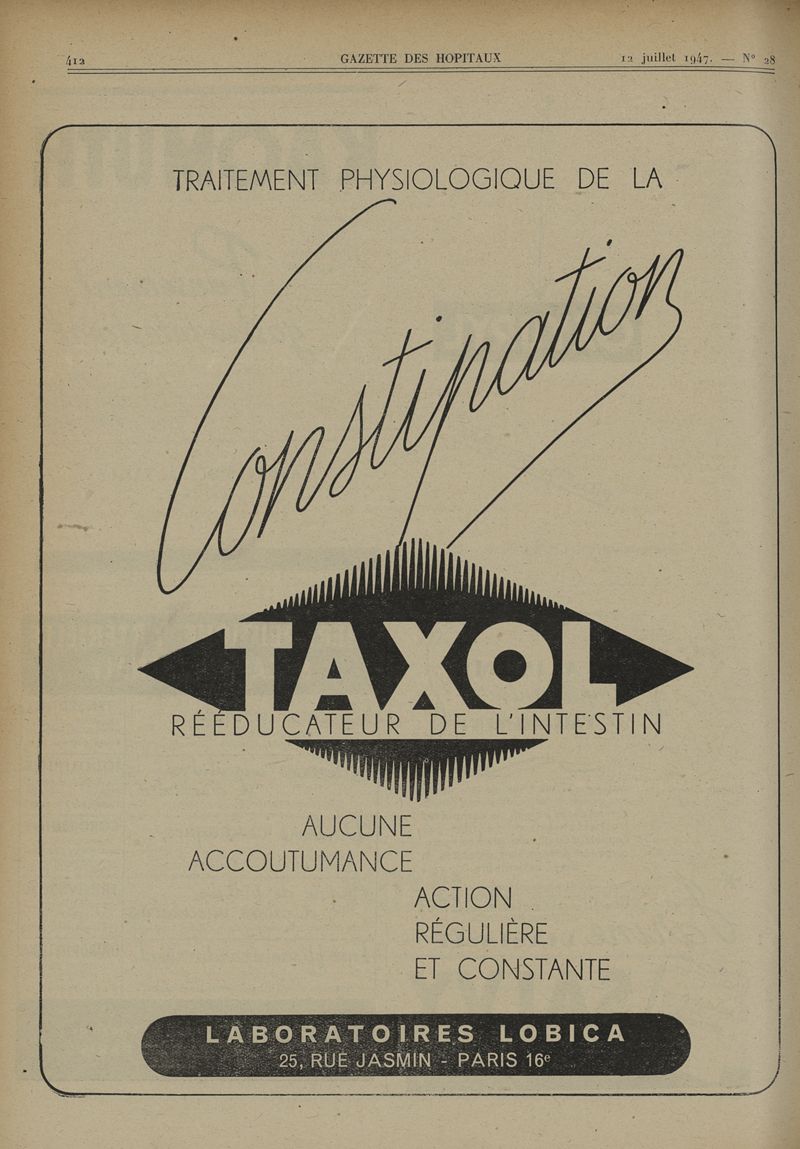 412 GAZETTE DES HOPITAUX 12 juillet 1947. — N° 28
TRAITEMENT PHYSIOLOGIQUE DE LA
Constipation
TAXOL
RÉÉDUCATEUR DE L'INTESTIN
AUCUNE
ACCOUTUMANCE
ACTION
RÉGULIÈRE
ET CONSTANTE
LABORATOIRES LOBICA
25, RUE JASMIN - PARIS 16e